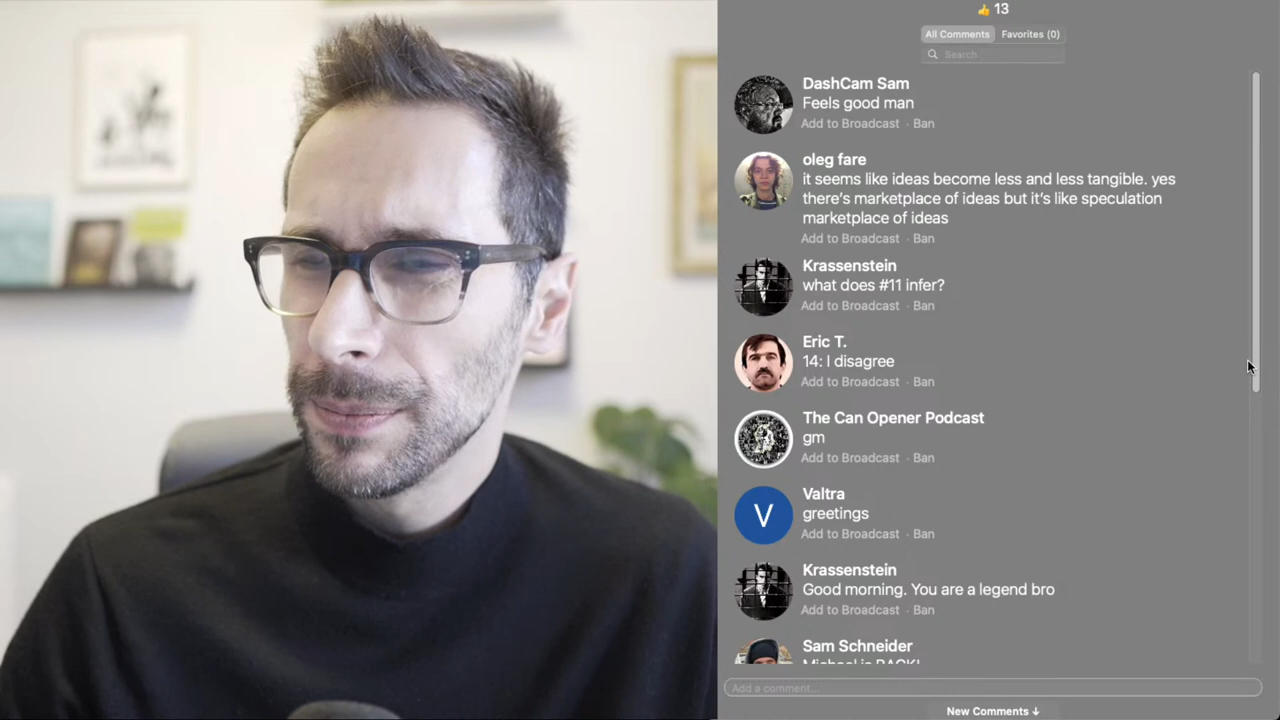 👍 13
All Comments Favorites (0)
Search
DashCam Sam
Feels good man
Add to Broadcast · Ban
oleg fare
it seems like ideas become less and less tangible. yes
there's marketplace of ideas but it's like speculation
marketplace of ideas
Add to Broadcast · Ban
Krassenstein
what does #11 infer?
Add to Broadcast · Ban
Eric T.
14: I disagree
Add to Broadcast · Ban
The Can Opener Podcast
gm
Add to Broadcast · Ban
V
Valtra
greetings
Add to Broadcast · Ban
Krassenstein
Good morning. You are a legend bro
Add to Broadcast · Ban
Sam Schneider
Michael is BACK!
Add a comment...
New Comments ↓